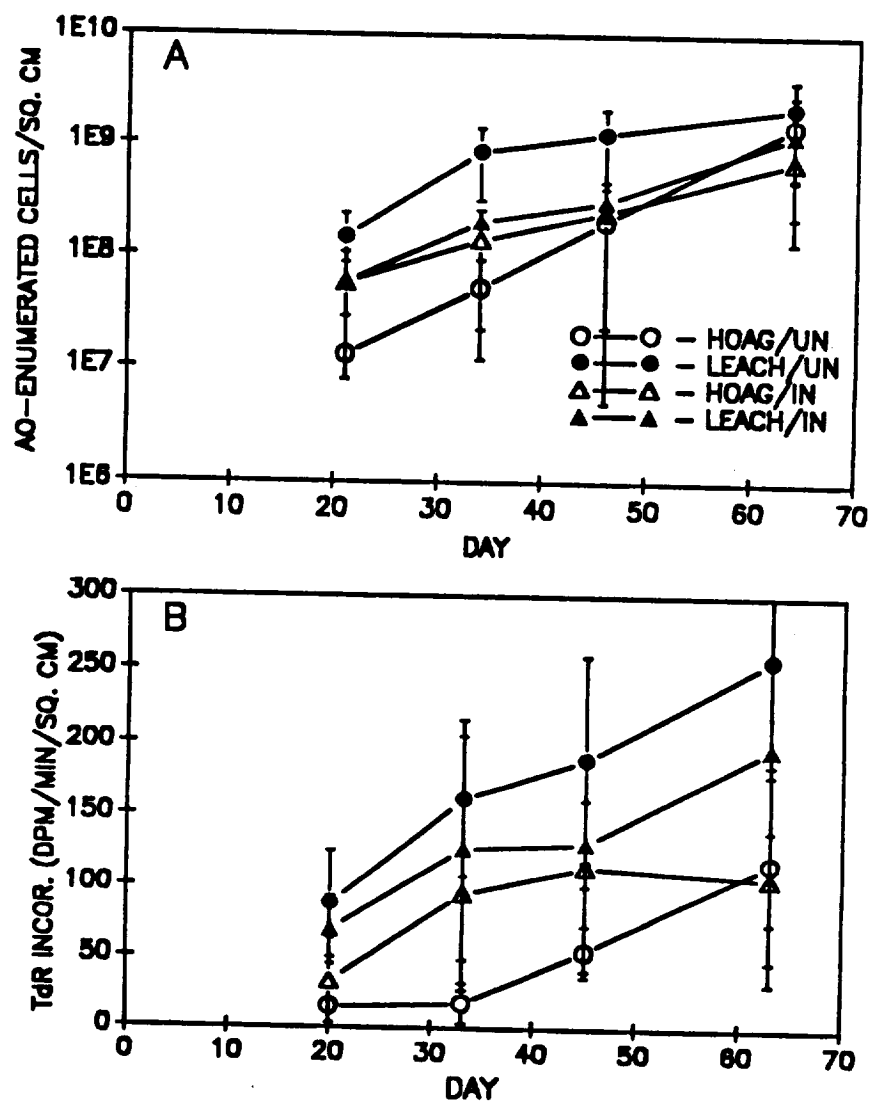 A
AO-ENUMERATED CELLS/SQ. CM
1E10
1E9
1E8
1E7
1E6
HOAG/UN
LEACH/UN
HOAG/IN
LEACH/IN
0 10 20 30 40 50 60 70
DAY
B
TdR INCOR. (DPM/MIN/SQ. CM)
300
250
200
150
100
50
0
0 10 20 30 40 50 60 70
DAY